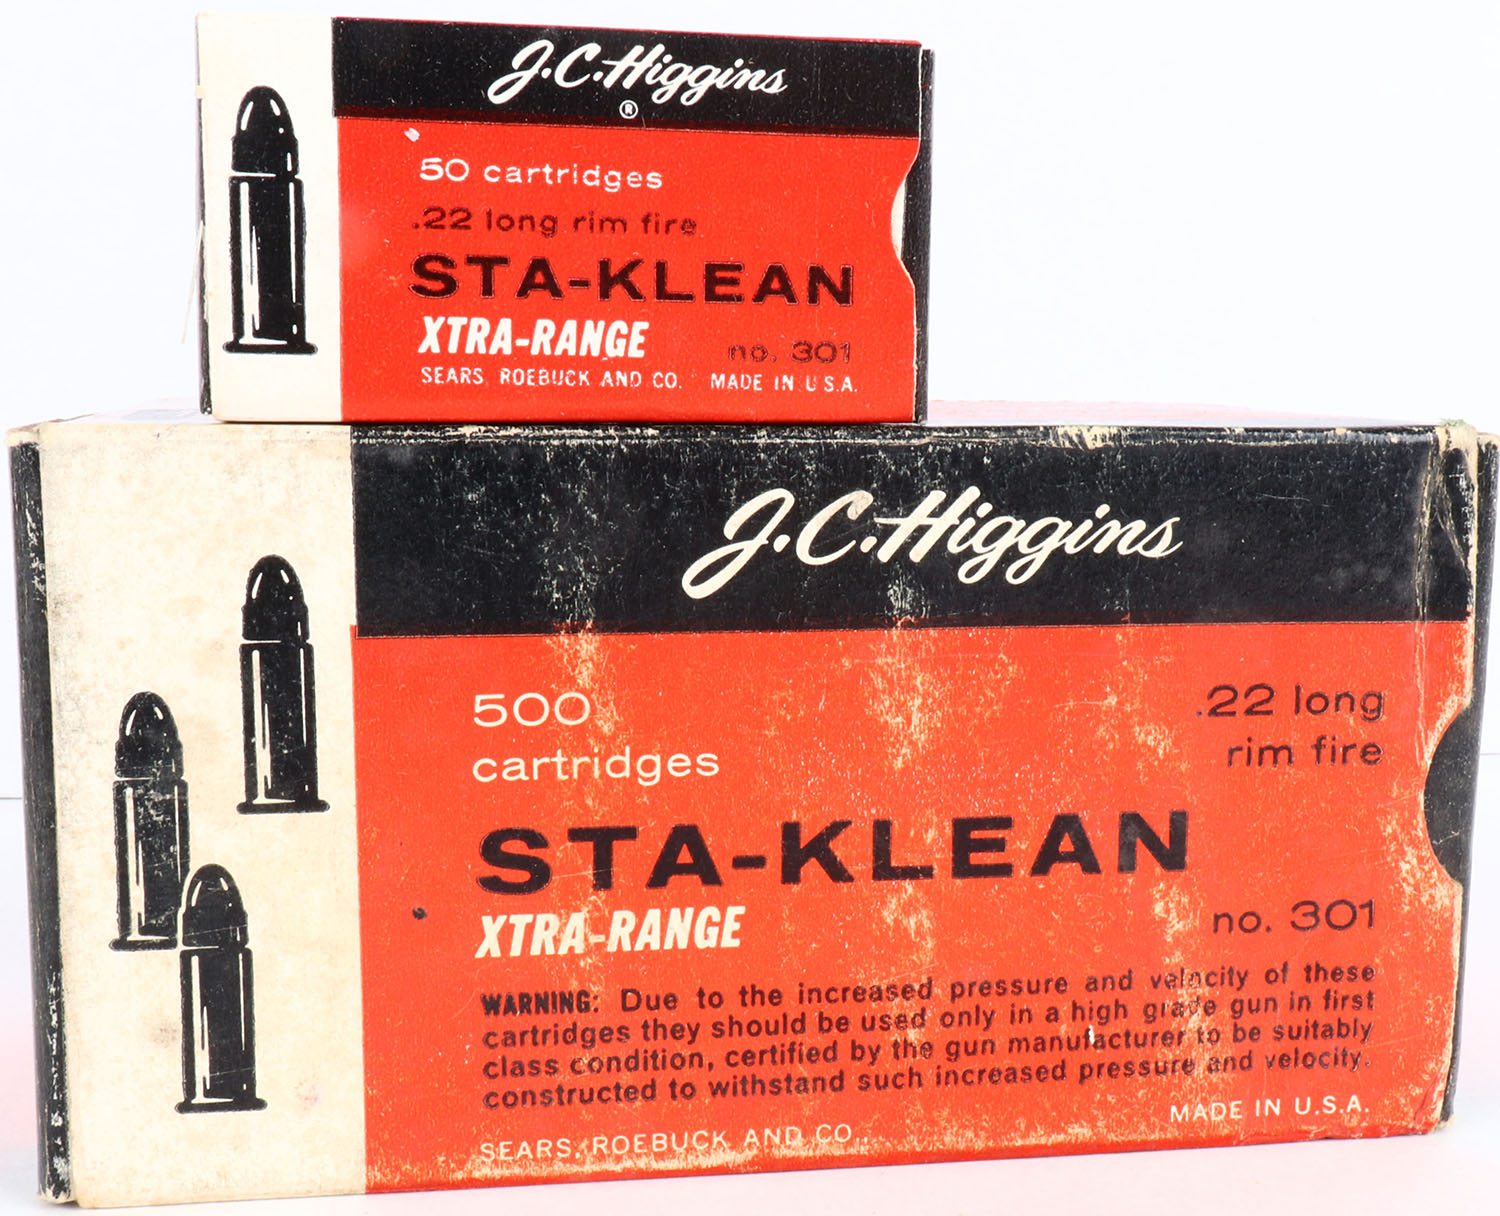 J.C. Higgins
®
50 cartridges
.22 long rim fire
STA-KLEAN
XTRA-RANGE no. 301
SEARS, ROEBUCK AND CO. MADE IN U.S.A.
J.C. Higgins
500 .22 long
cartridges rim fire
STA-KLEAN
XTRA-RANGE no. 301
WARNING: Due to the increased pressure and velocity of these
cartridges they should be used only in a high grade gun in first
class condition, certified by the gun manufacturer to be suitably
constructed to withstand such increased pressure and velocity.
MADE IN U.S.A.
SEARS, ROEBUCK AND CO.